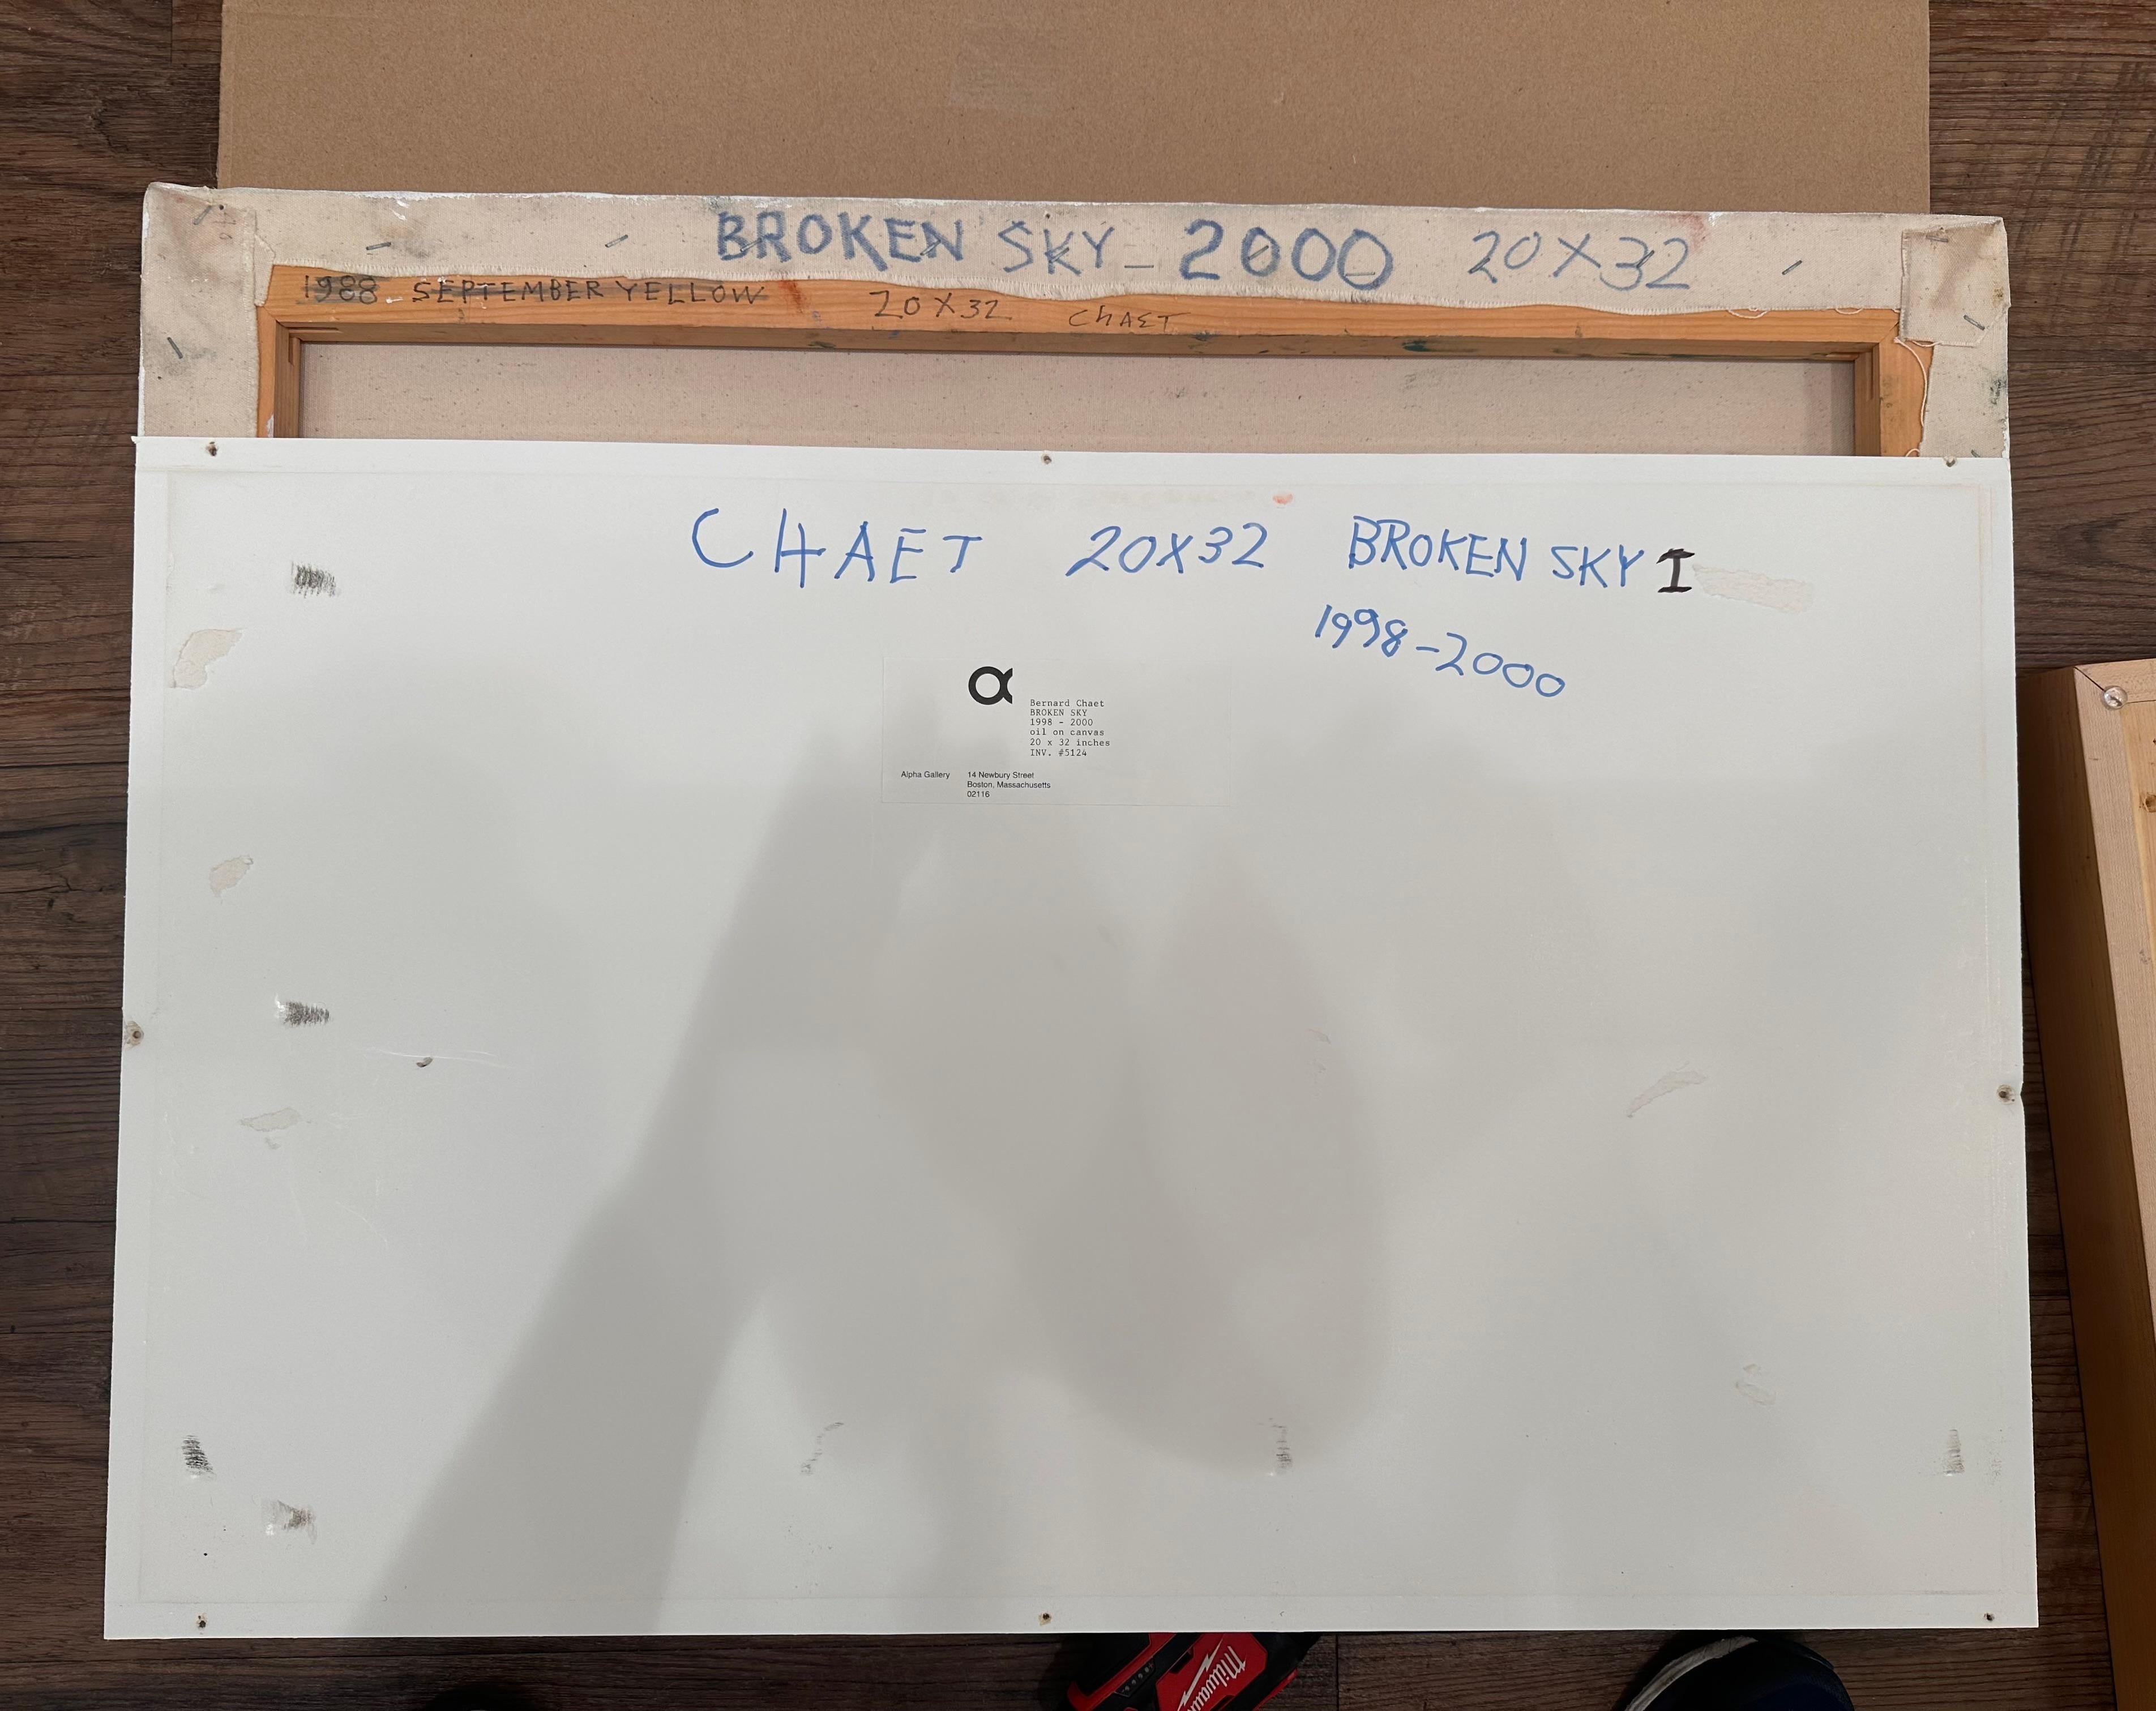 BROKEN SKY - 2000 20X32
1988 - SEPTEMBER YELLOW 20X32 CHAET
CHAET 20X32 BROKEN SKY I
1998-2000
α
Bernard Chaet
BROKEN SKY
1998 - 2000
oil on canvas
20 x 32 inches
INV. #5124
Alpha Gallery 14 Newbury Street
Boston, Massachusetts
02116